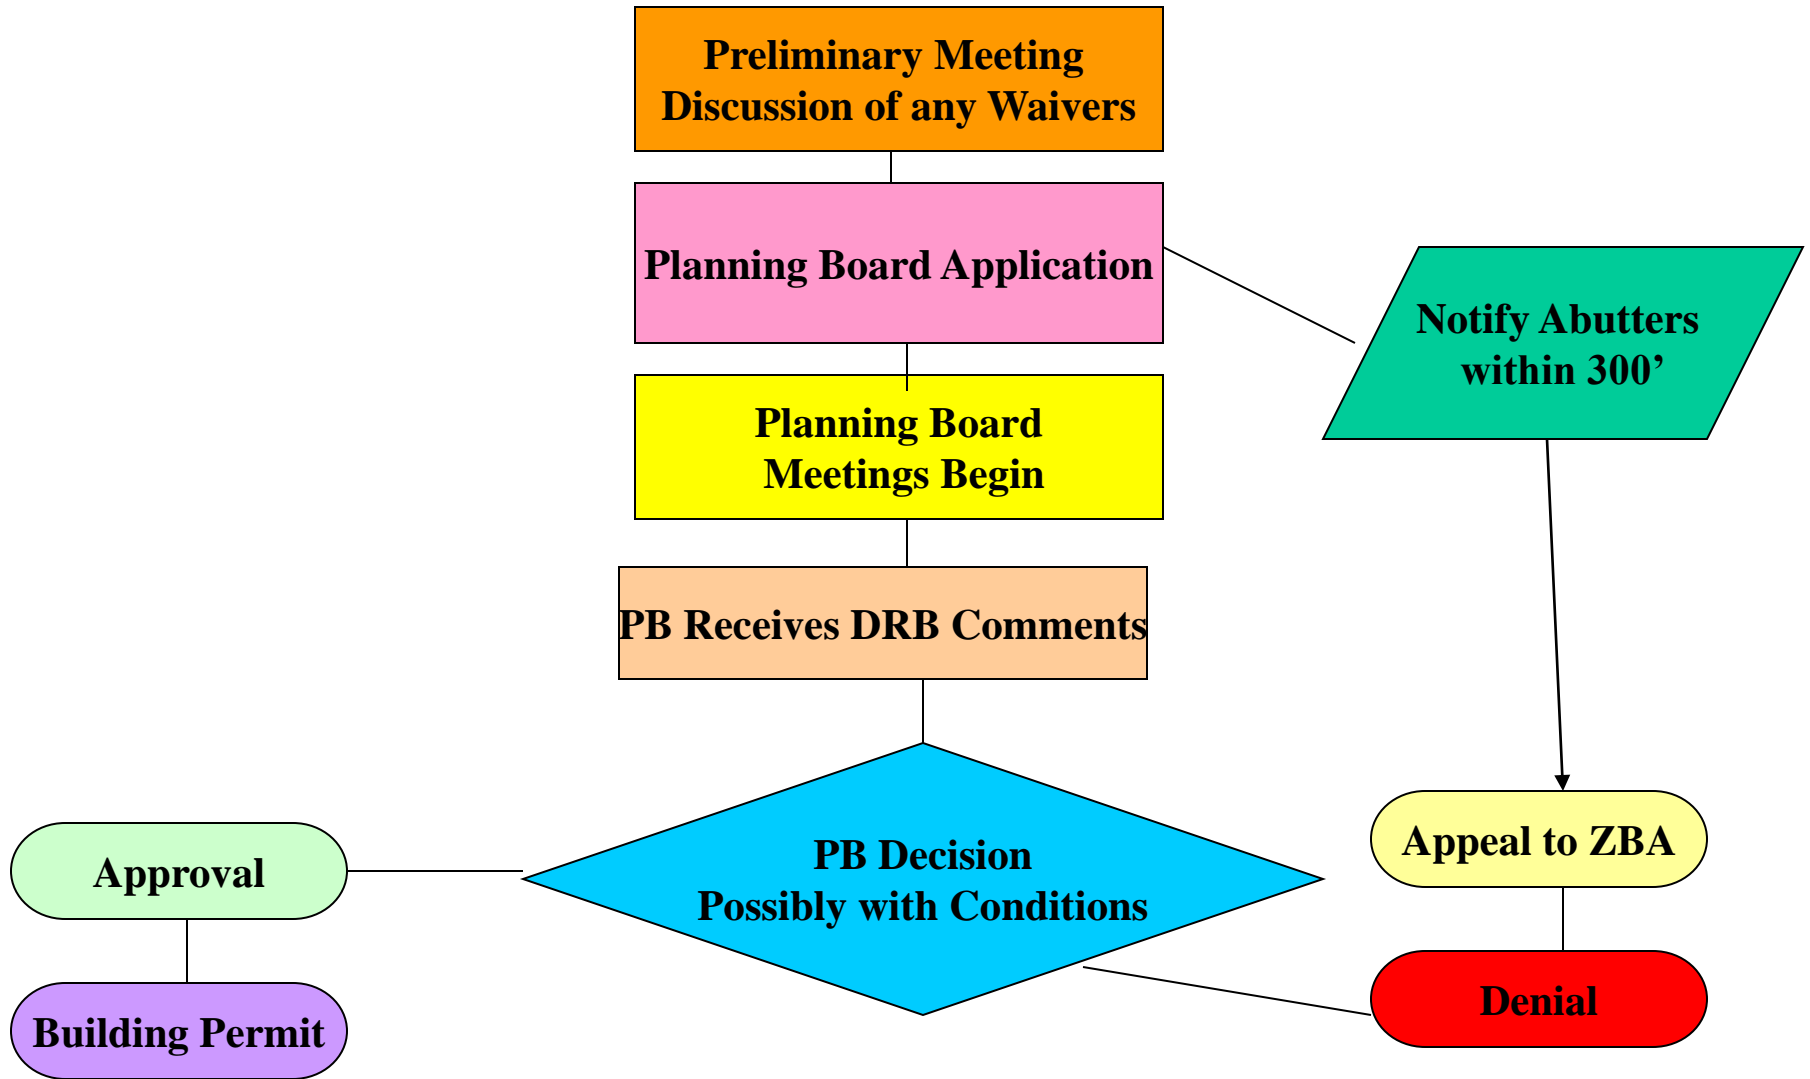 Preliminary Meeting
Discussion of any Waivers
Planning Board Application
Notify Abutters
within 300’
Planning Board
Meetings Begin
PB Receives DRB Comments
PB Decision
Possibly with Conditions
Approval
Building Permit
Appeal to ZBA
Denial